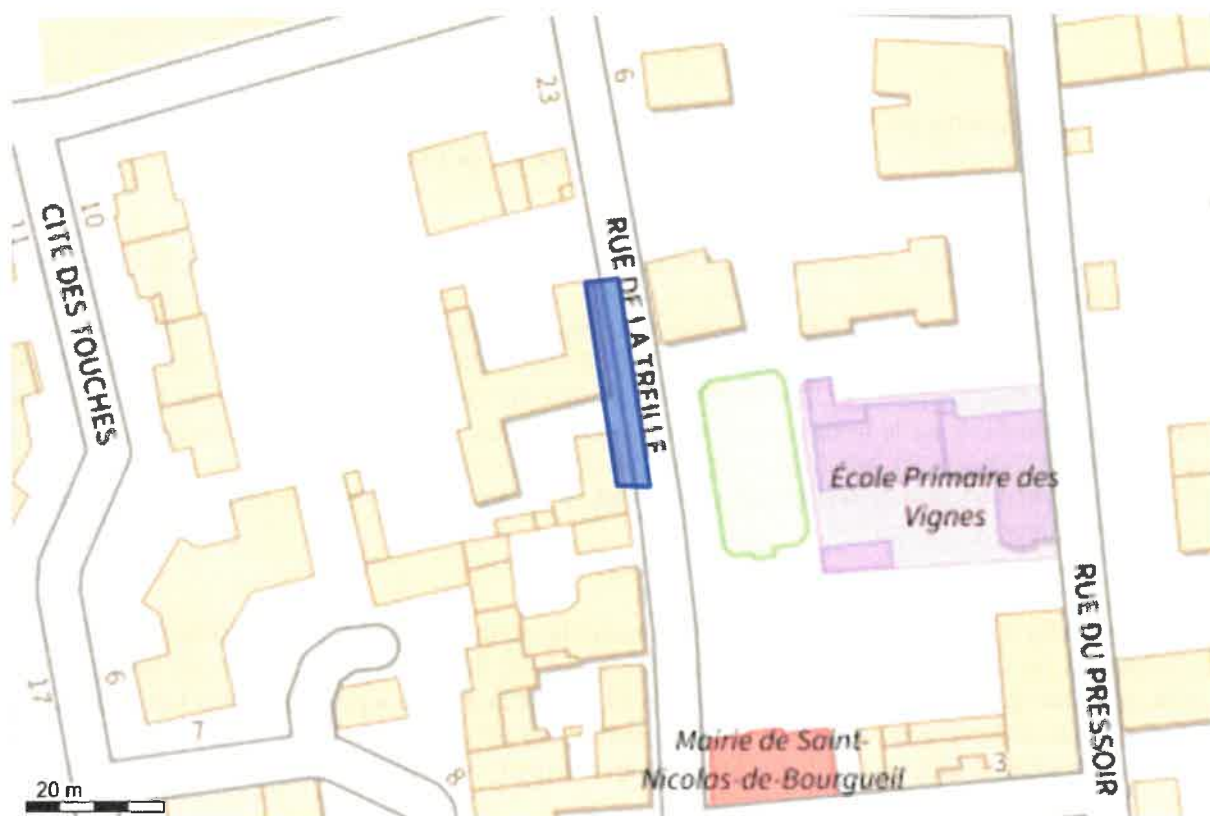 6
23
10
11
CITE DES TOUCHES
RUE DE LA TREILLE
École Primaire des
Vignes
RUE DU PRESSOIR
6
17
7
Mairie de Saint-
Nicolas-de-Bourgueil
3
8
20 m